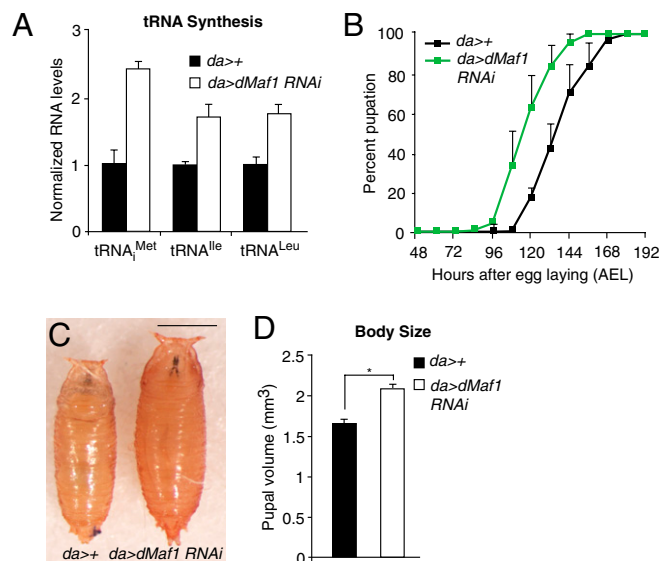 A
tRNA Synthesis
Normalized RNA levels
3
2
1
0
da>+
da>dMaf1 RNAi
tRNAiMet
tRNAIle
tRNALeu
B
Percent pupation
100
80
60
40
20
0
da>+
da>dMaf1
RNAi
48 72 96 120 144 168 192
Hours after egg laying (AEL)
C
da>+ da>dMaf1 RNAi
D
Body Size
Pupal volume (mm3)
2.5
2
1.5
1
0.5
0
*
da>+
da>dMaf1
RNAi